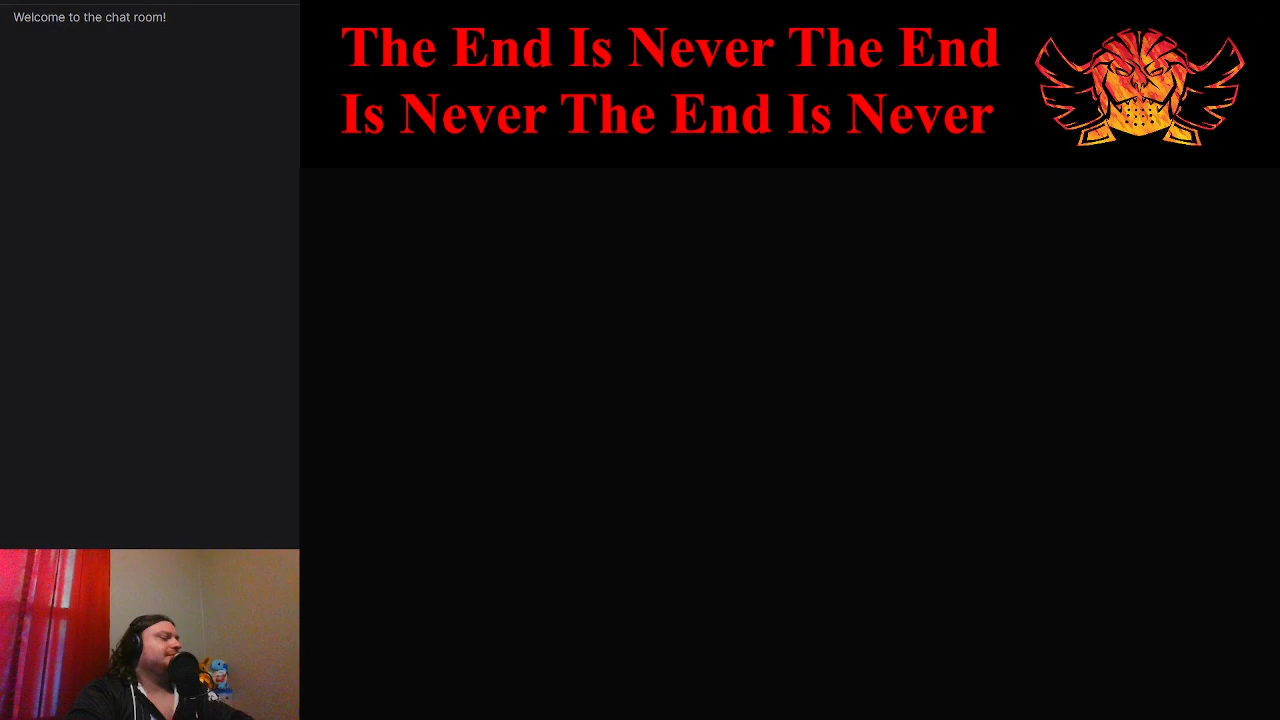 Welcome to the chat room!
The End Is Never The End
Is Never The End Is Never